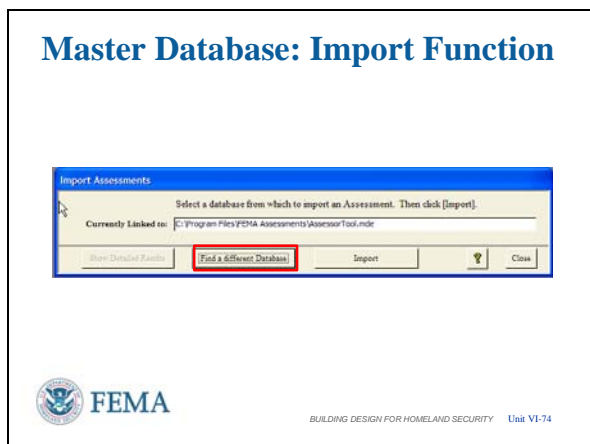 Master Database: Import Function
Import Assessments
Select a database from which to import an Assessment. Then click [Import].
Currently Linked to: C:\Program Files\FEMA Assessments\AssessorTool.mde
Show Detailed Results
Find a different Database
Import
?
Close
FEMA
BUILDING DESIGN FOR HOMELAND SECURITY Unit VI-74